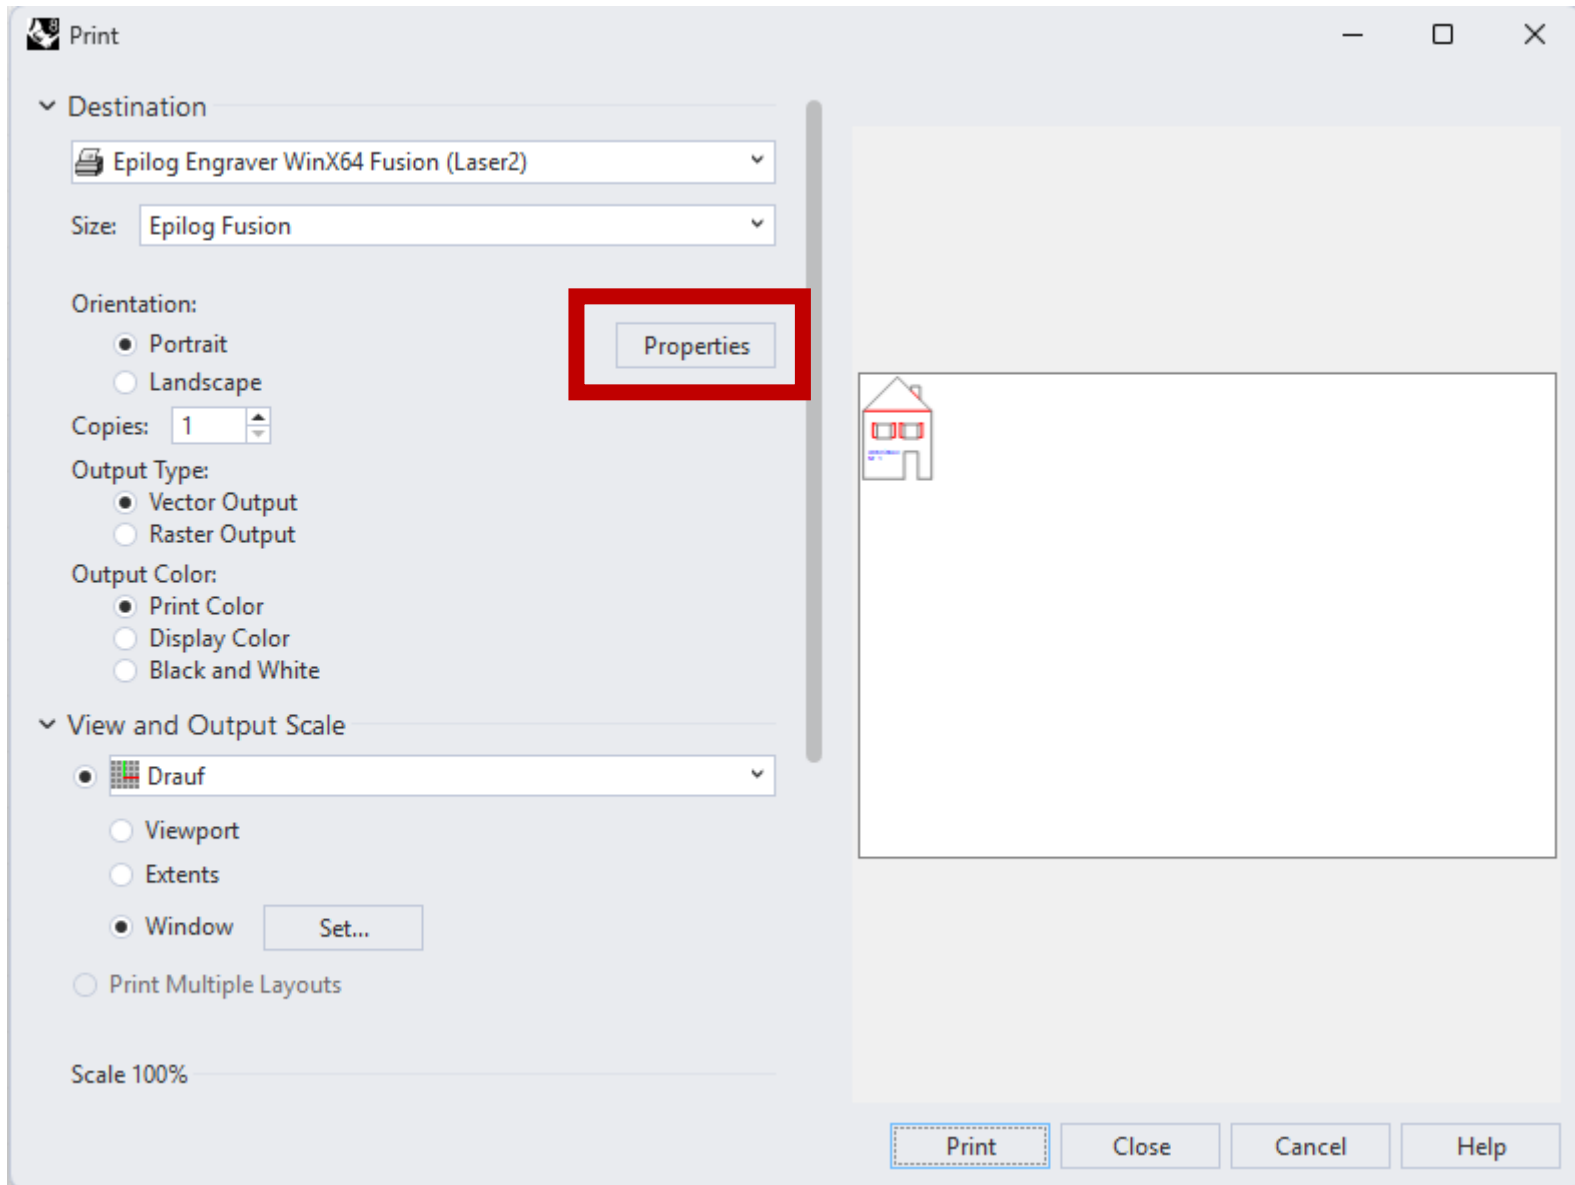 Print
Destination
Epilog Engraver WinX64 Fusion (Laser2)
Size: Epilog Fusion
Orientation:
Portrait
Properties
Landscape
Copies: 1
Output Type:
Vector Output
Raster Output
Output Color:
Print Color
Display Color
Black and White
View and Output Scale
Drauf
Viewport
Extents
Window Set...
Print Multiple Layouts
Scale 100%
Print Close Cancel Help